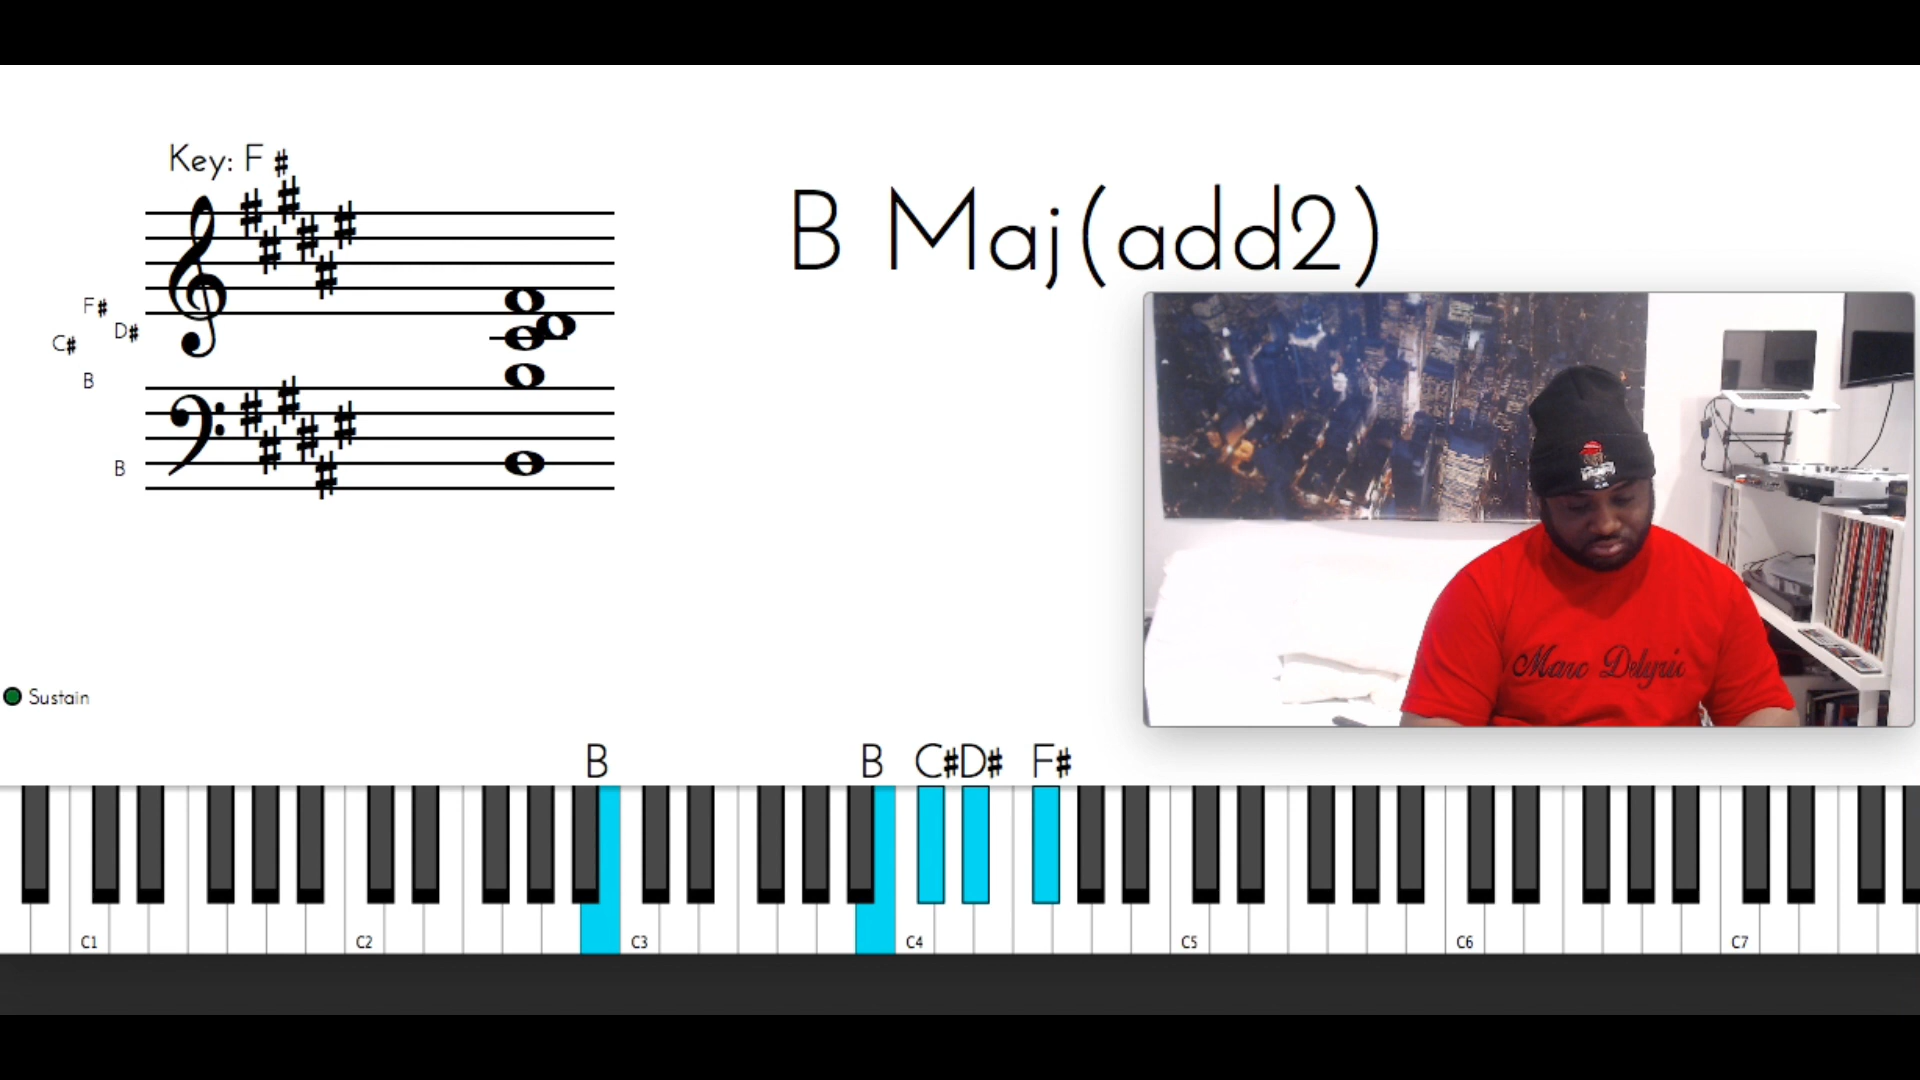 Key: F #
B Maj(add2)
F#
D#
C#
B
B
Marc Delyric
Sustain
B B C# D# F#
C1 C2 C3 C4 C5 C6 C7